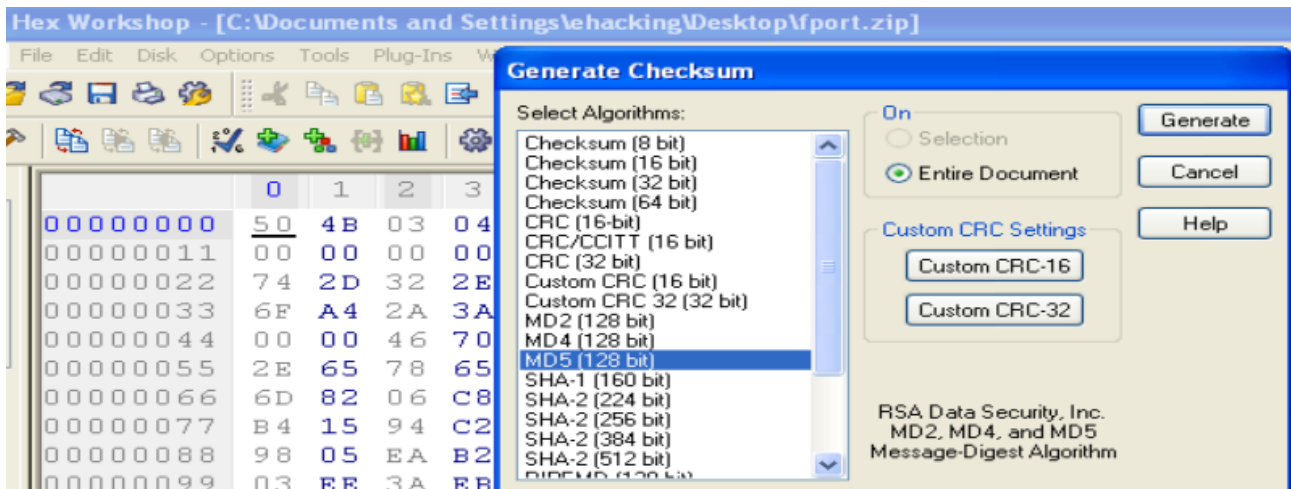 Hex Workshop - [C:\Documents and Settings\ehacking\Desktop\fport.zip]
File Edit Disk Options Tools Plug-Ins W
Generate Checksum
Select Algorithms:
Checksum (8 bit)
Checksum (16 bit)
Checksum (32 bit)
Checksum (64 bit)
CRC (16-bit)
CRC/CCITT (16 bit)
CRC (32 bit)
Custom CRC (16 bit)
Custom CRC 32 (32 bit)
MD2 (128 bit)
MD4 (128 bit)
MD5 (128 bit)
SHA-1 (160 bit)
SHA-2 (224 bit)
SHA-2 (256 bit)
SHA-2 (384 bit)
SHA-2 (512 bit)
On
Selection
Entire Document
Custom CRC Settings
Custom CRC-16
Custom CRC-32
RSA Data Security, Inc.
MD2, MD4, and MD5
Message-Digest Algorithm
Generate
Cancel
Help
0 1 2 3
00000000 50 4B 03 04
00000011 00 00 00 00
00000022 74 2D 32 2E
00000033 6F A4 2A 3A
00000044 00 00 46 70
00000055 2E 65 78 65
00000066 6D 82 06 C8
00000077 B4 15 94 C2
00000088 98 05 EA B2
00000099 03 EE 3A EB